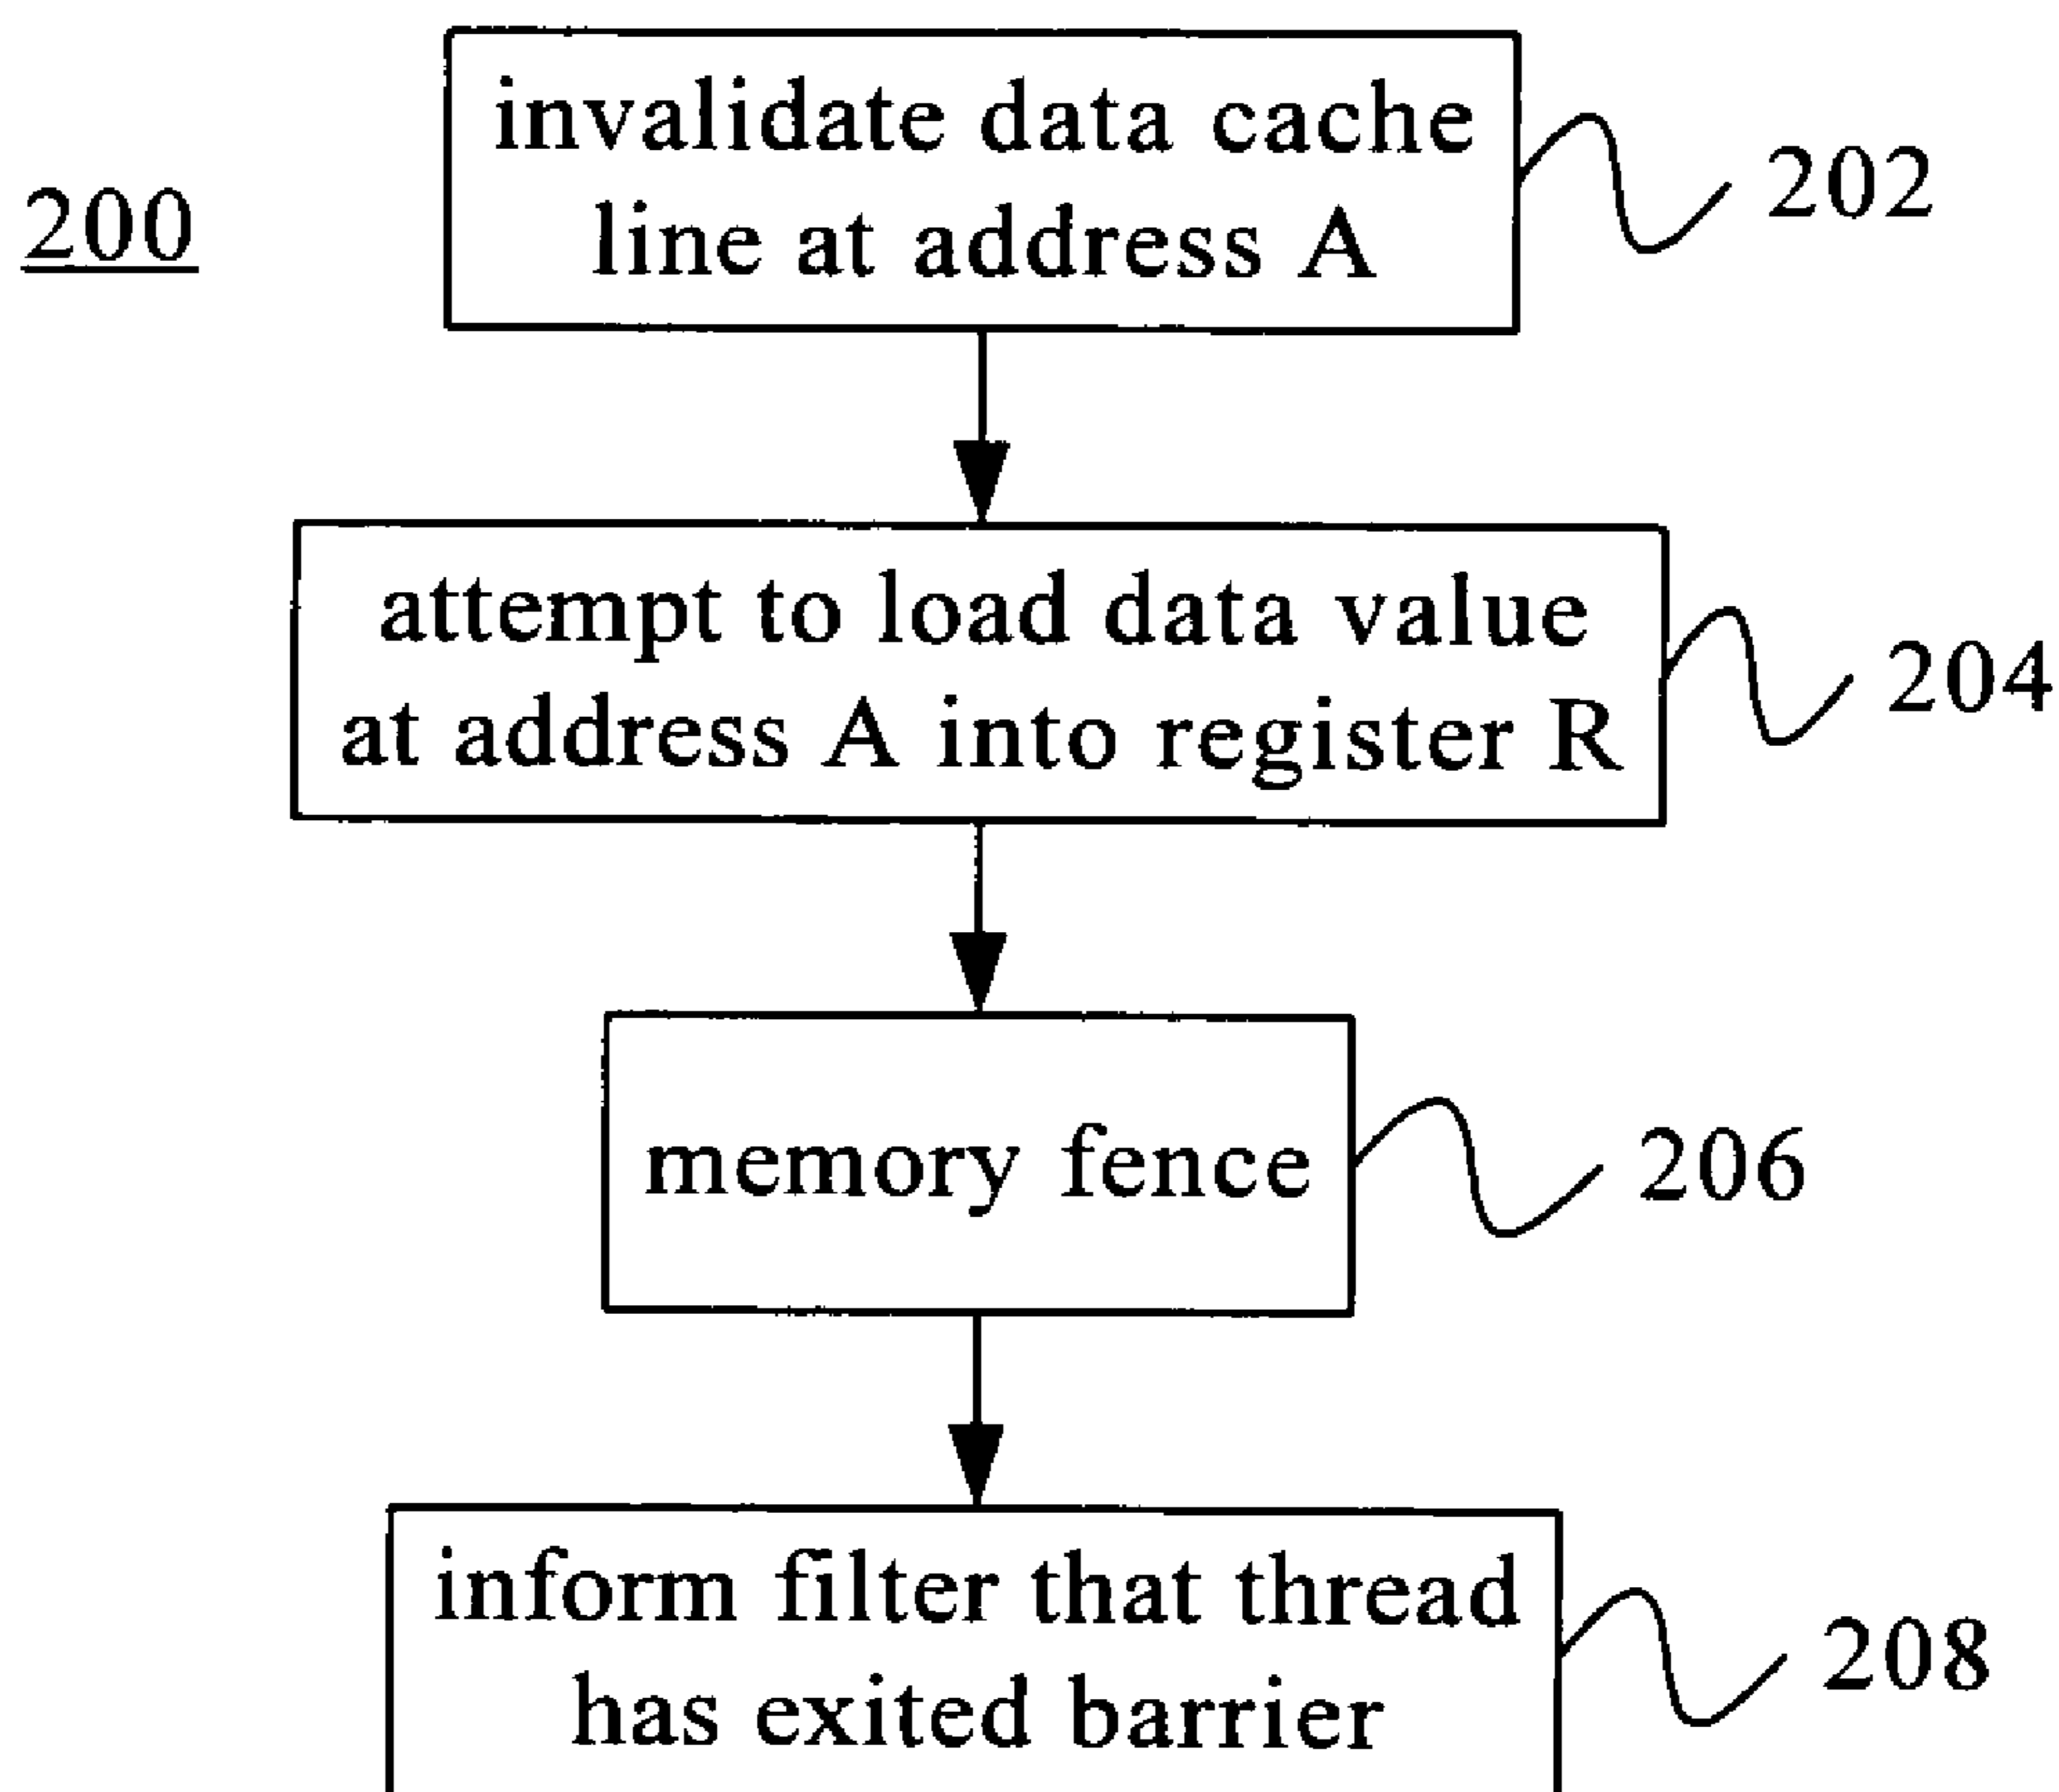 200
invalidate data cache
line at address A
202
attempt to load data value
at address A into register R
204
memory fence
206
inform filter that thread
has exited barrier
208